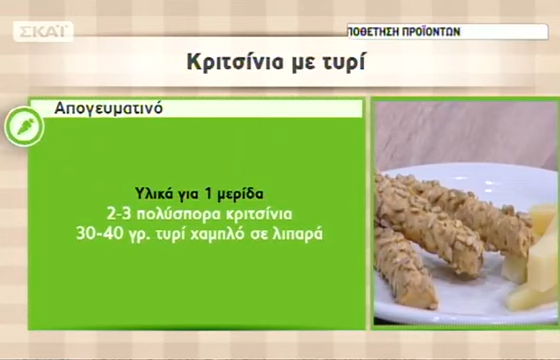 ΣΚΑΪ
ΠΟΘΕΤΗΣΗ ΠΡΟΪΟΝΤΩΝ
Κριτσίνια με τυρί
Απογευματινό
Υλικά για 1 μερίδα
2-3 πολύσπορα κριτσίνια
30-40 γρ. τυρί χαμηλό σε λιπαρά